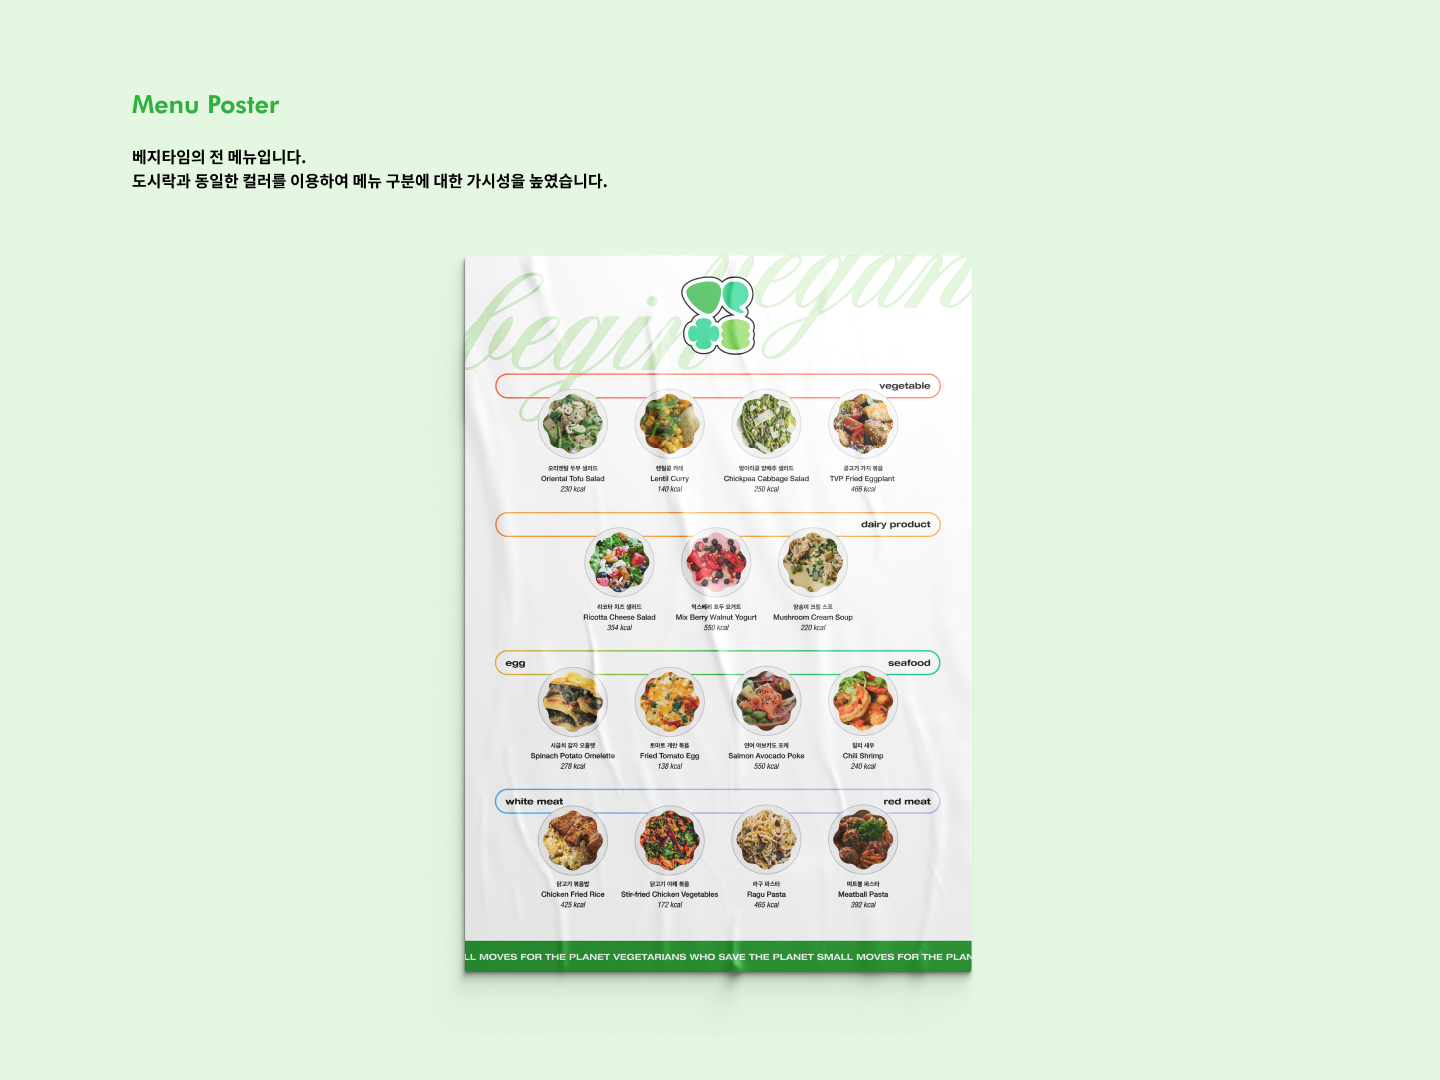 Menu Poster
베지타임의 전 메뉴입니다.
도시락과 동일한 컬러를 이용하여 메뉴 구분에 대한 가시성을 높였습니다.
begin vegan
vegetable
오리엔탈 두부 샐러드
Oriental Tofu Salad
230 kcal
렌틸콩 카레
Lentil Curry
140 kcal
병아리콩 양배추 샐러드
Chickpea Cabbage Salad
250 kcal
콩고기 가지 볶음
TVP Fried Eggplant
466 kcal
dairy product
리코타 치즈 샐러드
Ricotta Cheese Salad
354 kcal
믹스베리 호두 요거트
Mix Berry Walnut Yogurt
550 kcal
양송이 크림 스프
Mushroom Cream Soup
220 kcal
egg
seafood
시금치 감자 오믈렛
Spinach Potato Omelette
278 kcal
토마토 계란 볶음
Fried Tomato Egg
138 kcal
연어 아보카도 포케
Salmon Avocado Poke
550 kcal
칠리 새우
Chili Shrimp
240 kcal
white meat
red meat
닭고기 볶음밥
Chicken Fried Rice
425 kcal
닭고기 야채 볶음
Stir-fried Chicken Vegetables
172 kcal
라구 파스타
Ragu Pasta
465 kcal
미트볼 파스타
Meatball Pasta
392 kcal
LL MOVES FOR THE PLANET VEGETARIANS WHO SAVE THE PLANET SMALL MOVES FOR THE PLAN